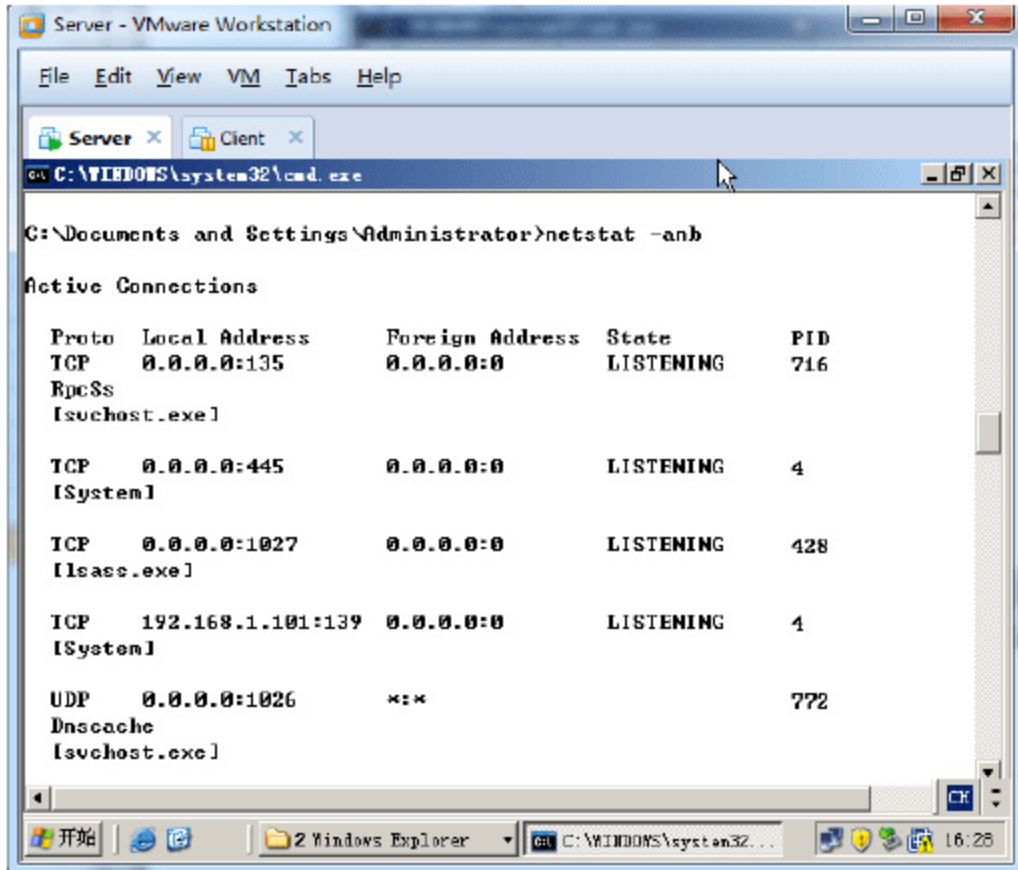 Server - VMware Workstation
File Edit View VM Tabs Help
Server Client
C:\WINDOWS\system32\cmd.exe
C:\Documents and Settings\Administrator>netstat -anb
Active Connections
Proto Local Address Foreign Address State PID
TCP 0.0.0.0:135 0.0.0.0:0 LISTENING 716
RpcSs
[svchost.exe]
TCP 0.0.0.0:445 0.0.0.0:0 LISTENING 4
[System]
TCP 0.0.0.0:1027 0.0.0.0:0 LISTENING 428
[lsass.exe]
TCP 192.168.1.101:139 0.0.0.0:0 LISTENING 4
[System]
UDP 0.0.0.0:1026 *:* 772
Dnscache
[svchost.exe]
CH
开始 2 Windows Explorer C:\WINDOWS\system32... 16:28